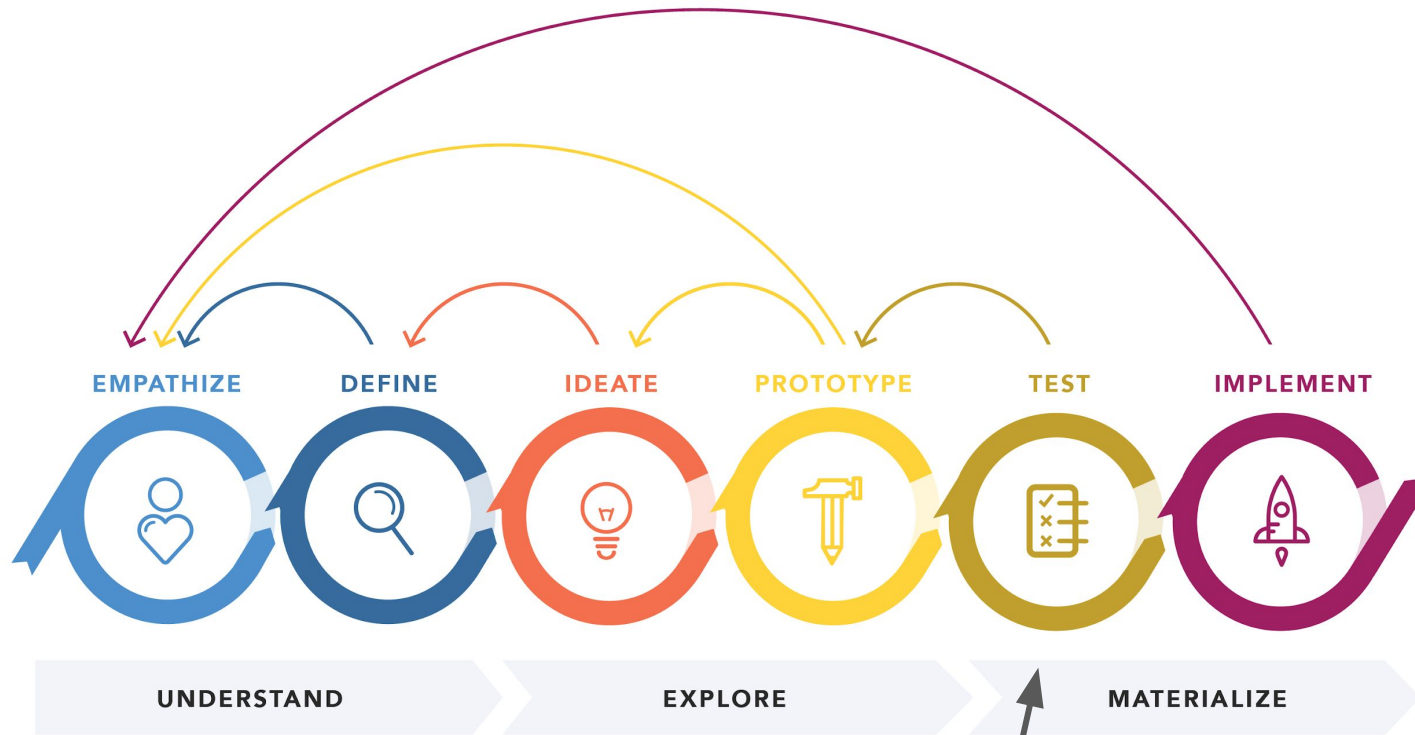 EMPATHIZE
DEFINE
IDEATE
PROTOTYPE
TEST
IMPLEMENT
UNDERSTAND
EXPLORE
MATERIALIZE